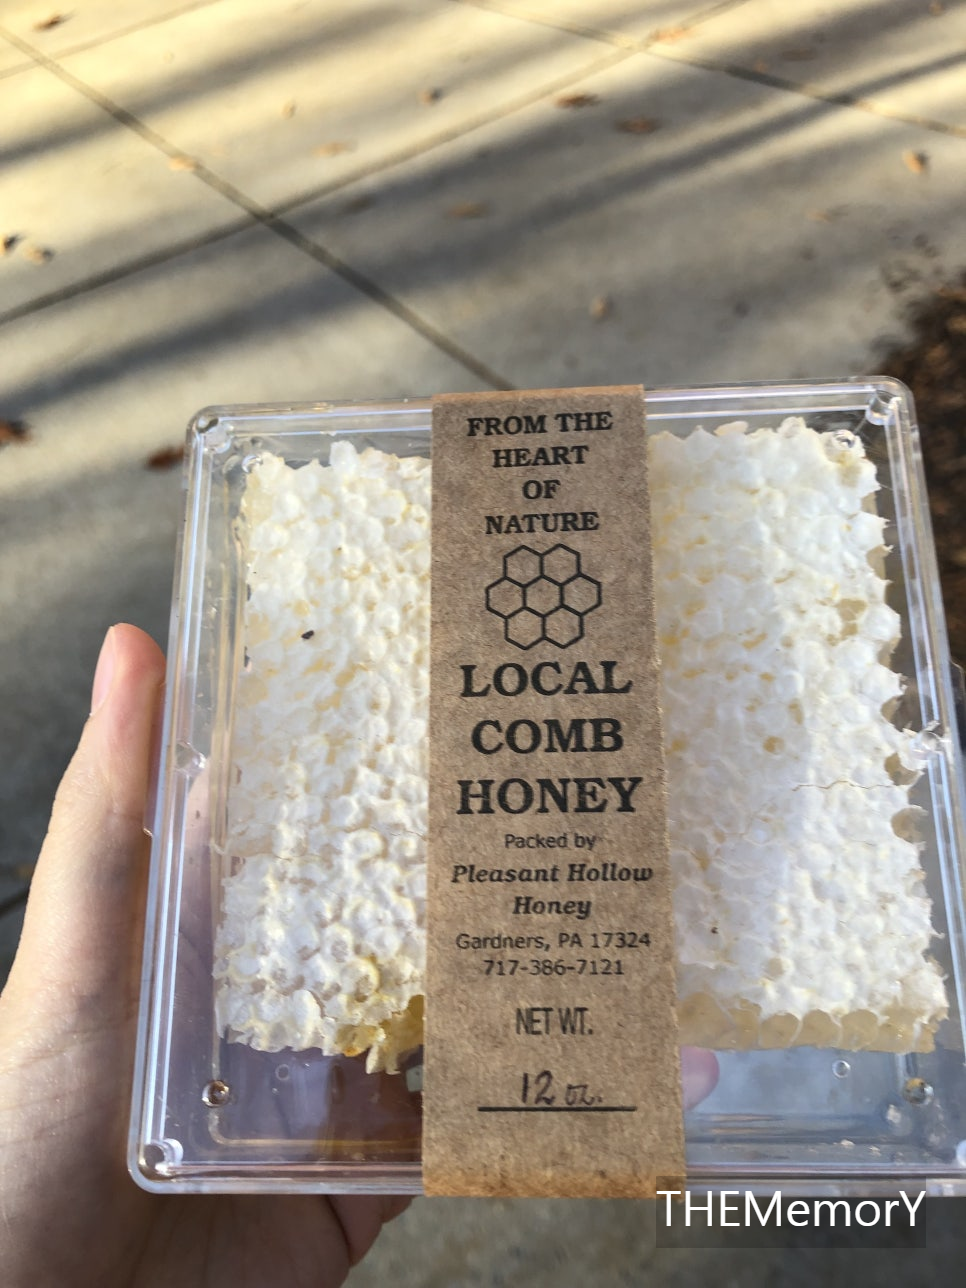 FROM THE
HEART
OF
NATURE
LOCAL
COMB
HONEY
Packed by
Pleasant Hollow
Honey
Gardners, PA 17324
717-386-7121
NET WT.
12 oz.
THEMemorY